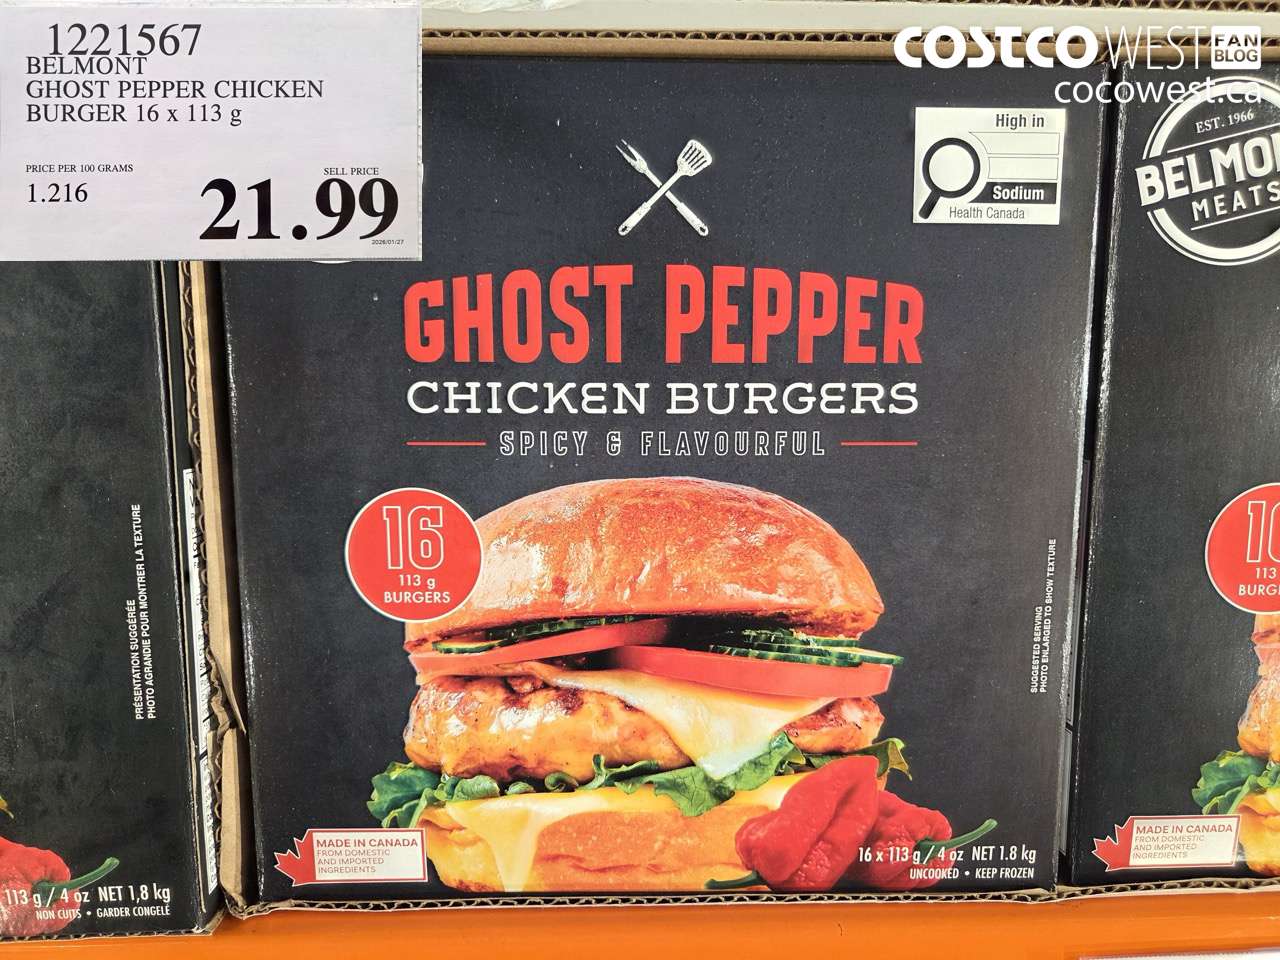 1221567
BELMONT
GHOST PEPPER CHICKEN
BURGER 16 x 113 g
PRICE PER 100 GRAMS
1.216
SELL PRICE
21.99
2026/01/27
COSTCO WEST FAN BLOG
cocowest.ca
High in
Sodium
Health Canada
EST. 1966
MEATS
GHOST PEPPER
CHICKEN BURGERS
SPICY & FLAVOURFUL
16
113 g
BURGERS
SUGGESTED SERVING
PHOTO ENLARGED TO SHOW TEXTURE
MADE IN CANADA
FROM DOMESTIC
AND IMPORTED
INGREDIENTS
16 x 113 g / 4 oz NET 1.8 kg
UNCOOKED • KEEP FROZEN
PRÉSENTATION SUGGÉRÉE
PHOTO AGRANDIE POUR MONTRER LA TEXTURE
113 g / 4 oz NET 1,8 kg
NON CUITS • GARDER CONGELÉ
113
MADE IN CANADA
FROM DOMESTIC
AND IMPORTED
INGREDIENTS